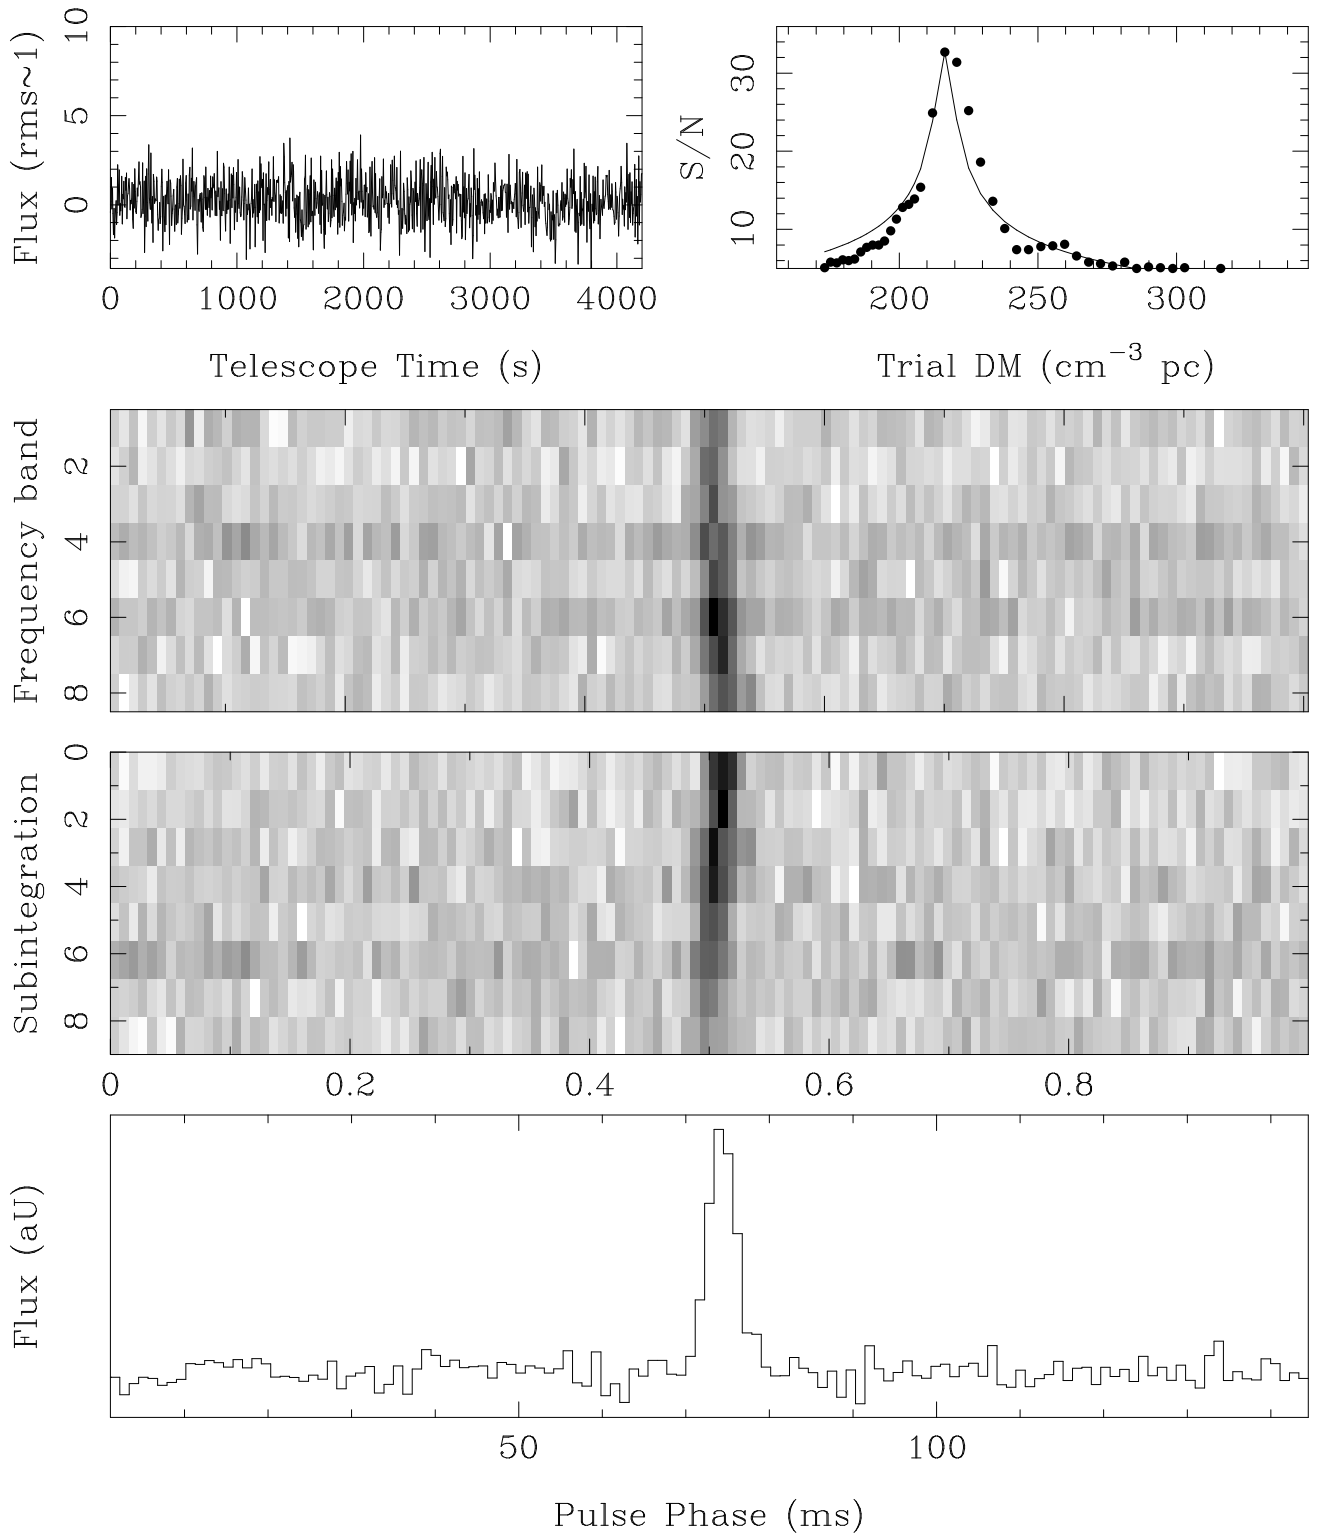 Flux (rms~1)
10
5
0
0 1000 2000 3000 4000
Telescope Time (s)
S/N
30
20
10
200 250 300
Trial DM (cm⁻³ pc)
Frequency band
2
4
6
8
Subintegration
0
2
4
6
8
0 0.2 0.4 0.6 0.8
Flux (aU)
50 100
Pulse Phase (ms)